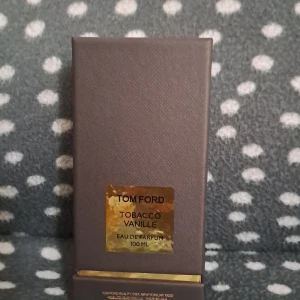 TOM FORD
TOBACCO
VANILLE
EAU DE PARFUM
100 ML